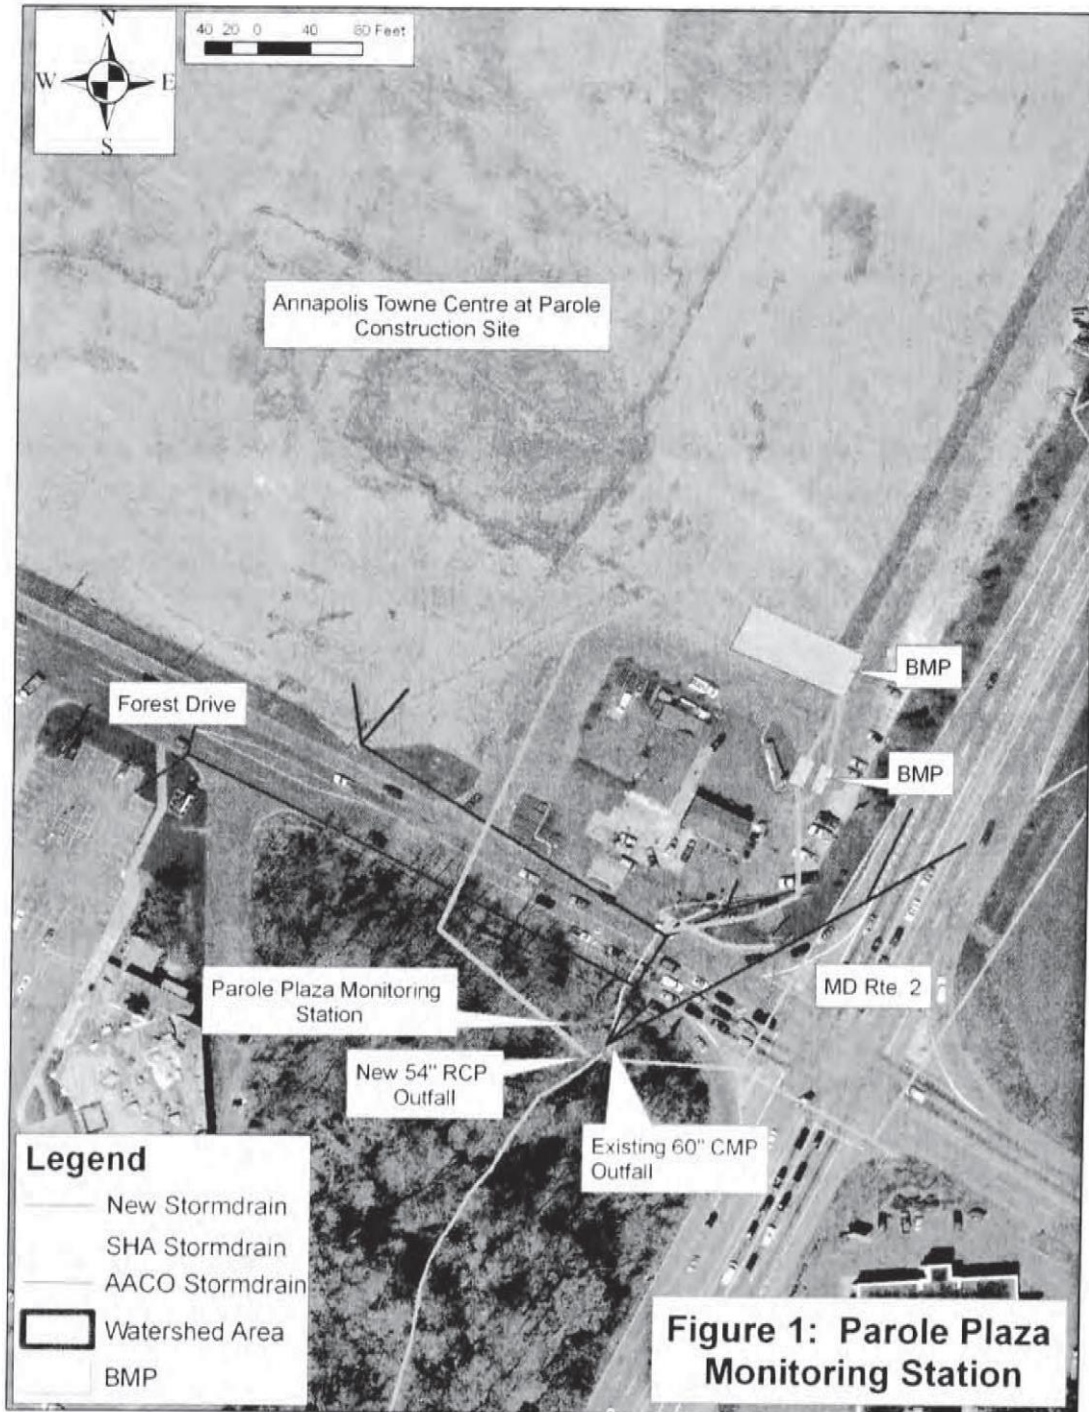 N
W E
S
40 20 0 40 80 Feet
Annapolis Towne Centre at Parole
Construction Site
BMP
Forest Drive
BMP
Parole Plaza Monitoring
Station
MD Rte 2
New 54" RCP
Outfall
Existing 60" CMP
Outfall
Legend
New Stormdrain
SHA Stormdrain
AACO Stormdrain
Watershed Area
BMP
Figure 1: Parole Plaza
Monitoring Station